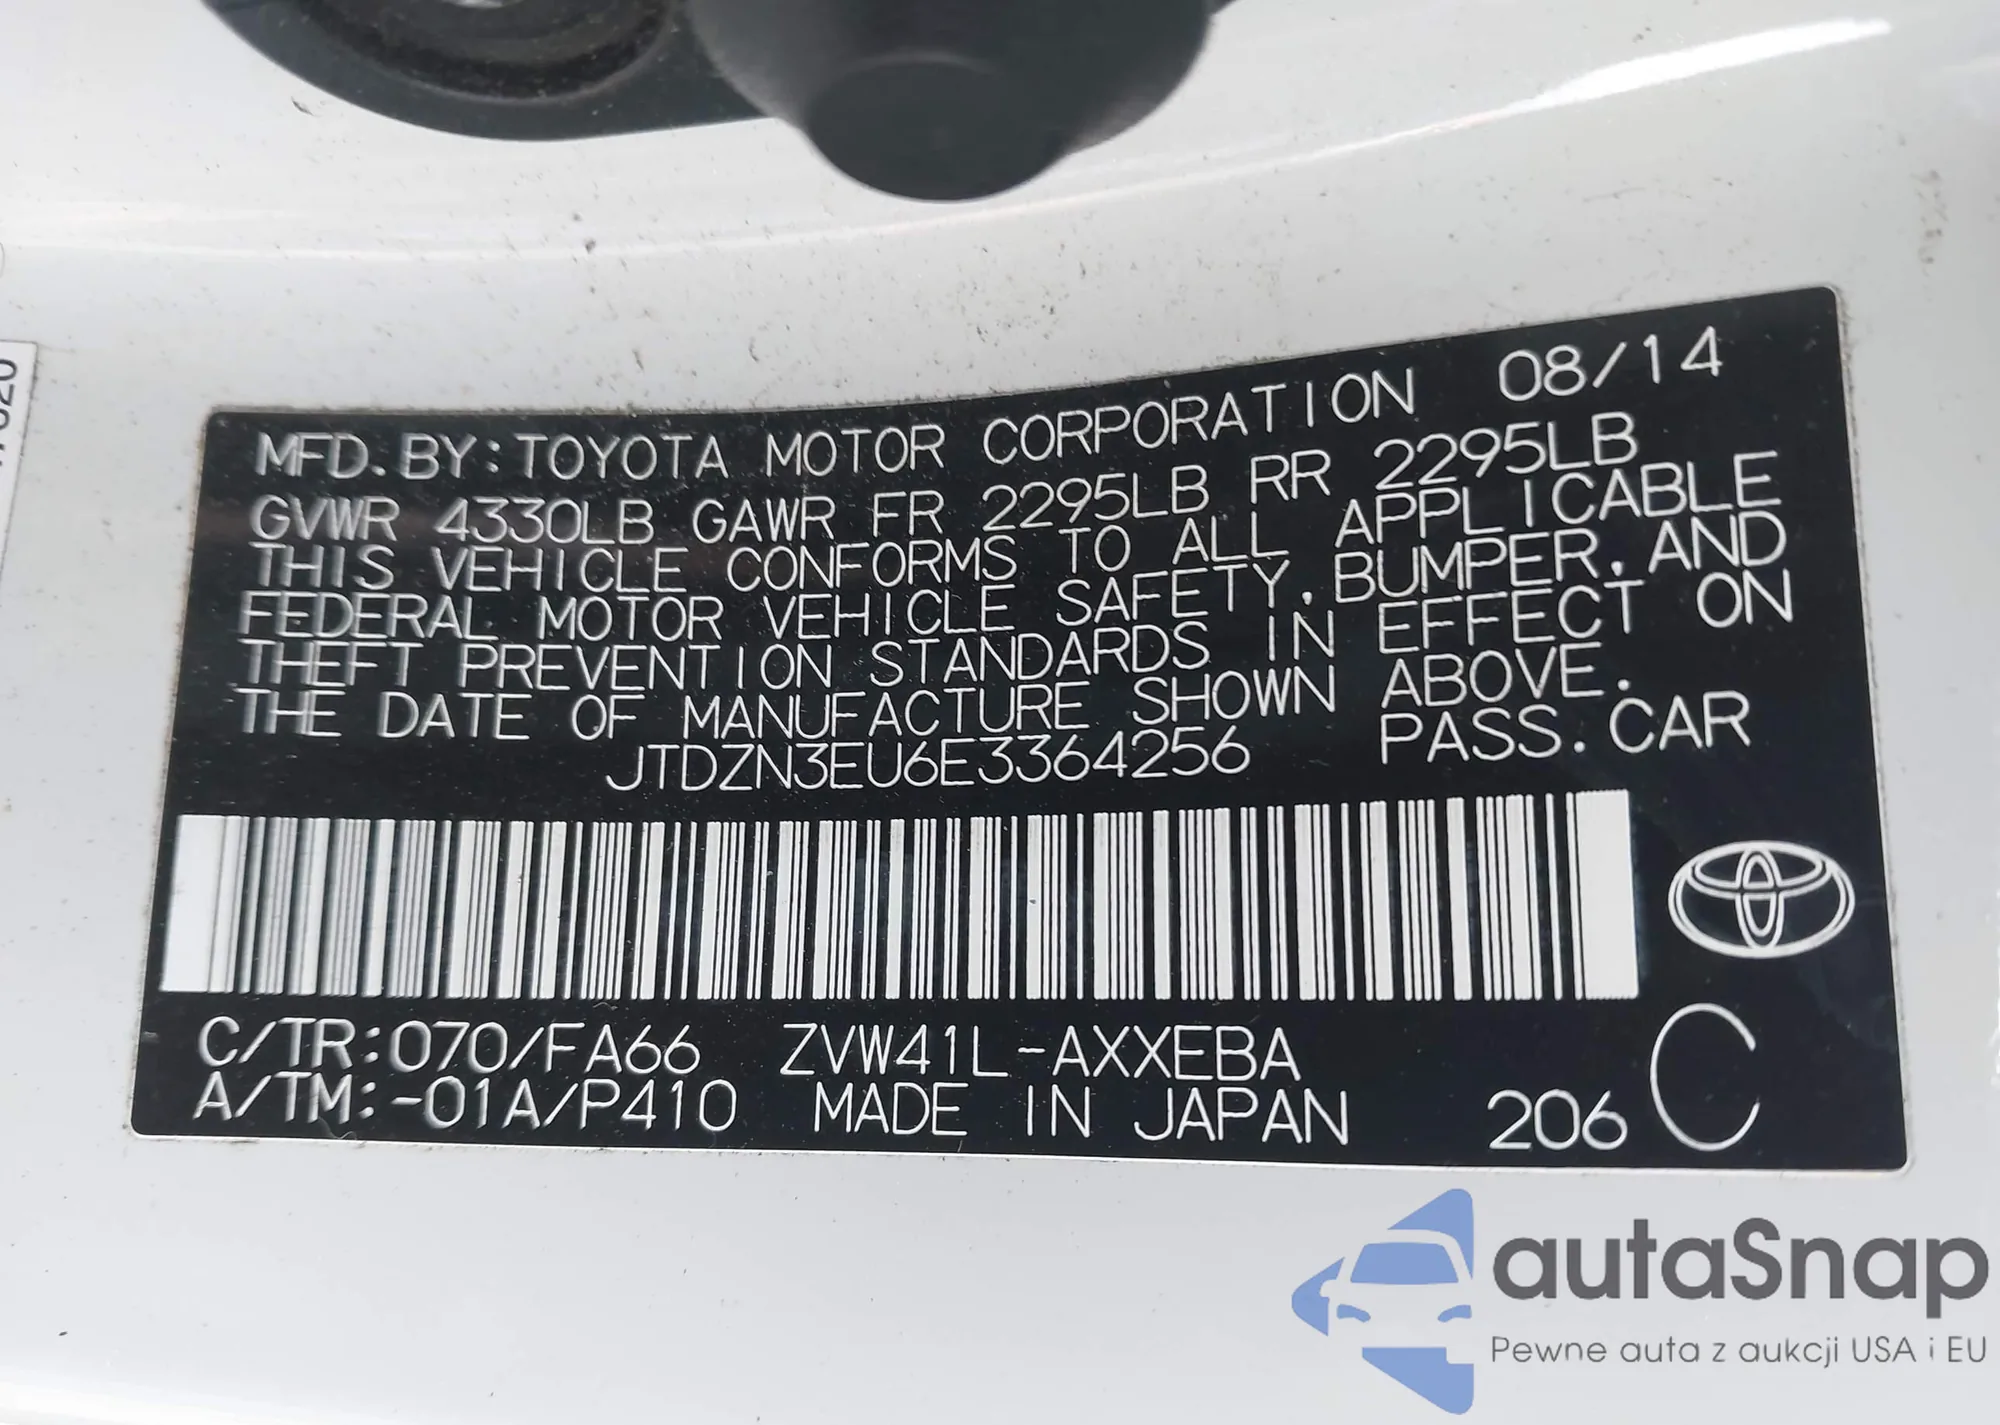 MFD.BY:TOYOTA MOTOR CORPORATION 08/14
GVWR 4330LB GAWR FR 2295LB RR 2295LB
THIS VEHICLE CONFORMS TO ALL APPLICABLE
FEDERAL MOTOR VEHICLE SAFETY,BUMPER,AND
THEFT PREVENTION STANDARDS IN EFFECT ON
THE DATE OF MANUFACTURE SHOWN ABOVE.
JTDZN3EU6E3364256 PASS.CAR
C/TR:070/FA66 ZVW41L-AXXEBA
A/TM:-01A/P410 MADE IN JAPAN 206 C
autaSnap
Pewne auta z aukcji USA i EU